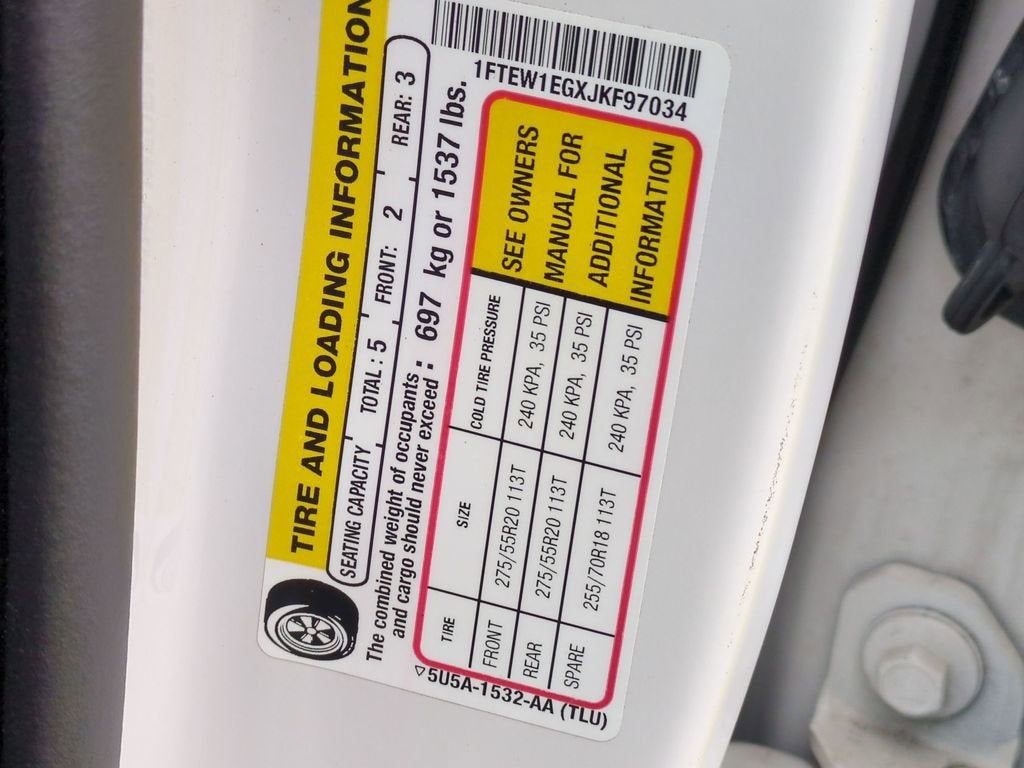 TIRE AND LOADING INFORMATION
SEATING CAPACITY TOTAL : 5 FRONT: 2 REAR: 3
The combined weight of occupants
and cargo should never exceed : 697 kg or 1537 lbs.
TIRE SIZE COLD TIRE PRESSURE
FRONT 275/55R20 113T 240 KPA, 35 PSI
REAR 275/55R20 113T 240 KPA, 35 PSI
SPARE 255/70R18 113T 240 KPA, 35 PSI
SEE OWNERS
MANUAL FOR
ADDITIONAL
INFORMATION
5U5A-1532-AA (TLU)
1FTEW1EGXJKF97034